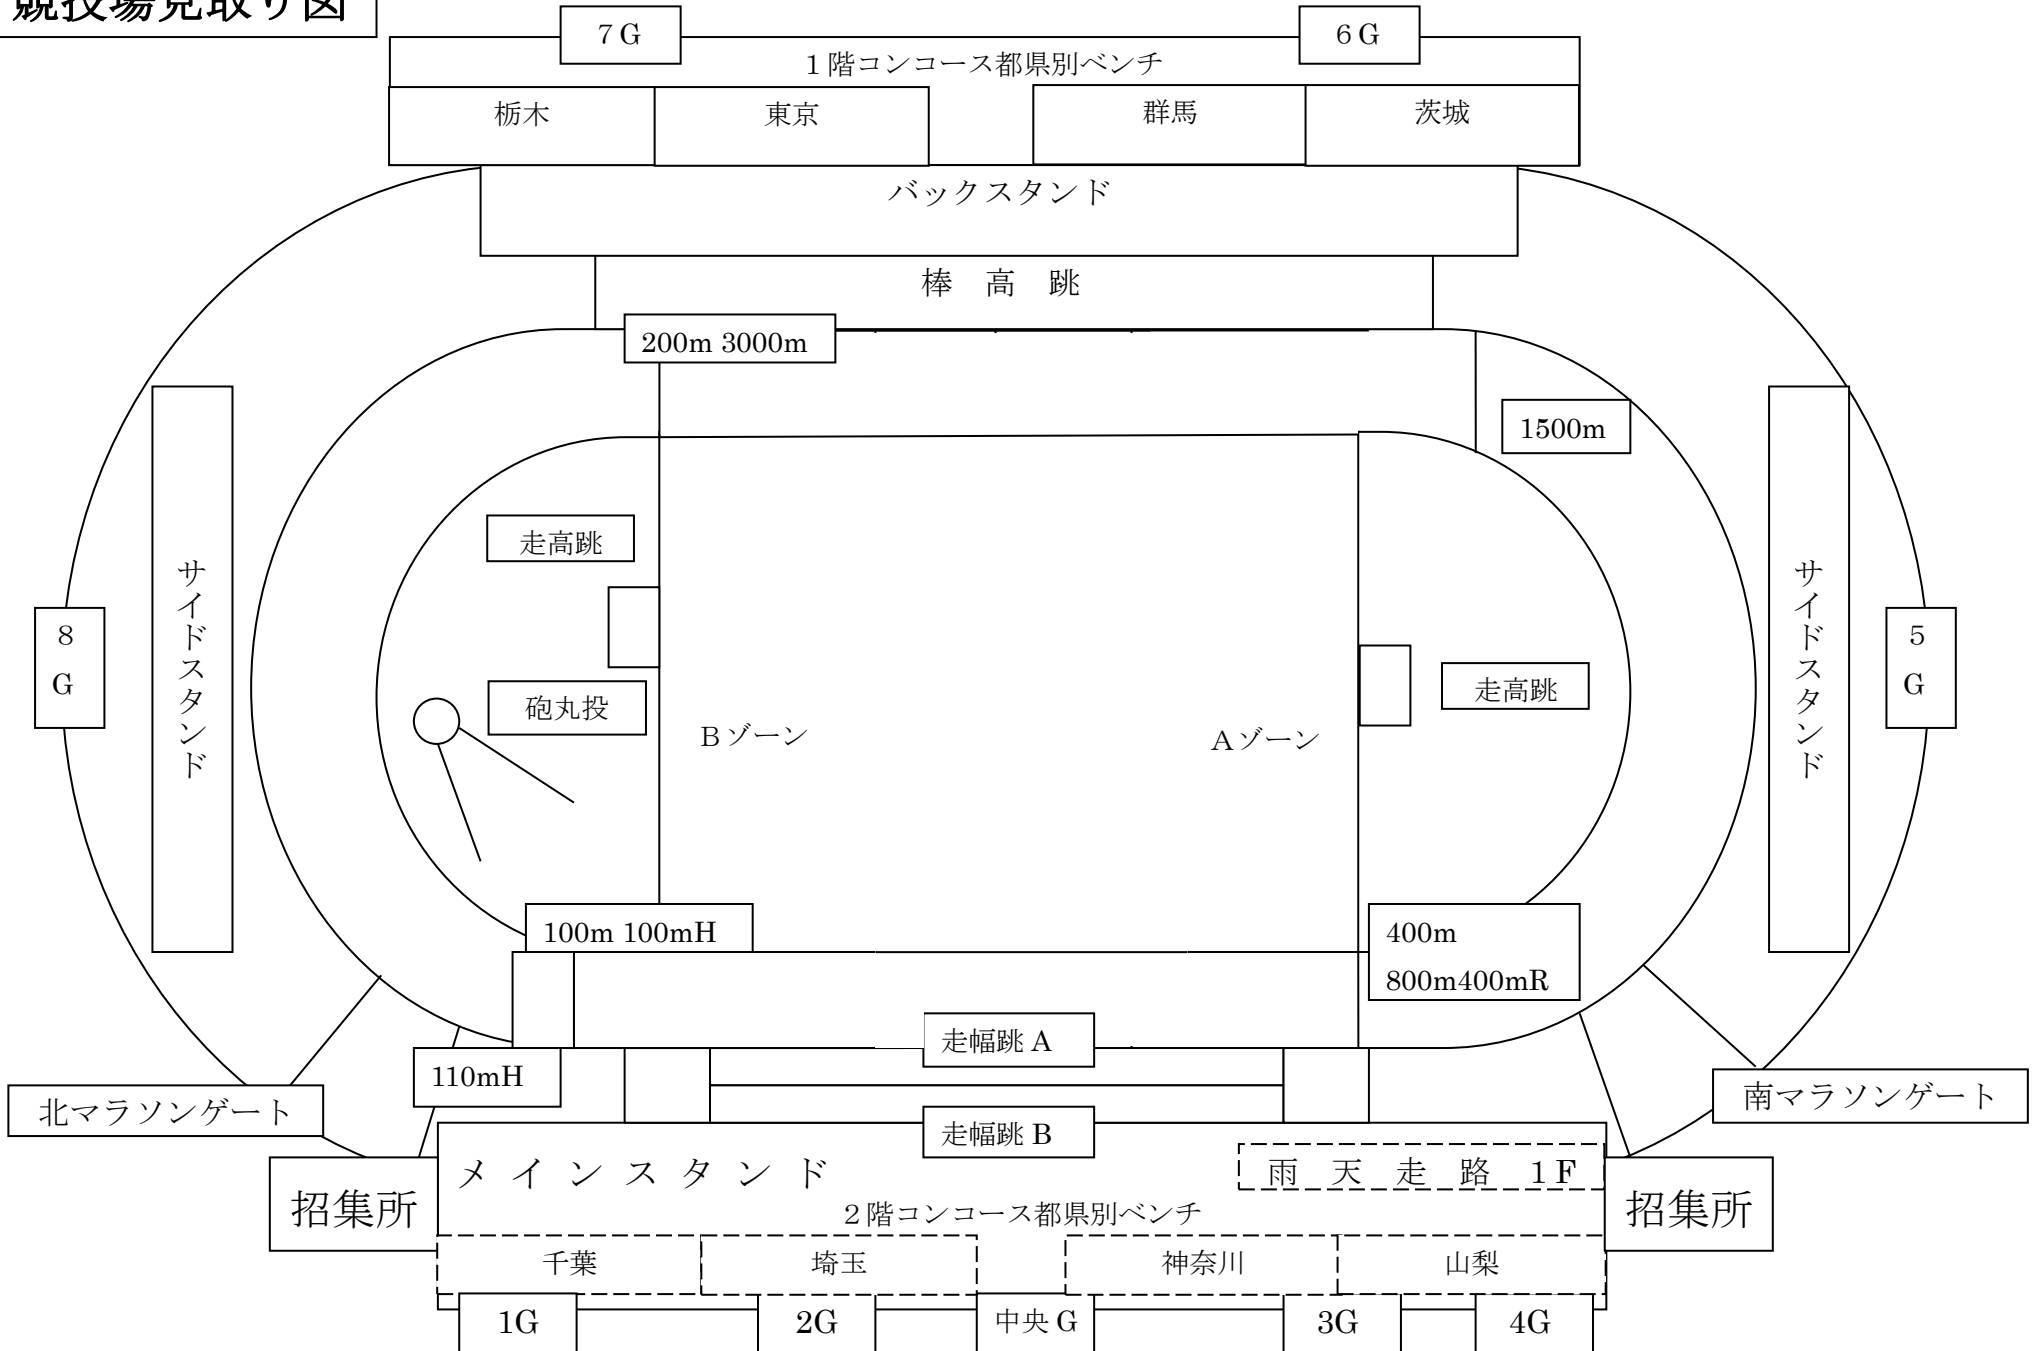 競技場見取り図
７G
６G
１階コンコース都県別ベンチ
栃木
東京
群馬
茨城
バックスタンド
棒　高　跳
200m 3000m
1500m
走高跳
サイドスタンド
サイドスタンド
８G
５G
走高跳
砲丸投
Ｂゾーン
Ａゾーン
100m 100mH
400m
800m400mR
走幅跳 A
110mH
北マラソンゲート
南マラソンゲート
走幅跳 B
メ イ ン ス タ ン ド
雨　天　走　路　１F
招集所
招集所
２階コンコース都県別ベンチ
千葉
埼玉
神奈川
山梨
1G
2G
中央 G
3G
4G